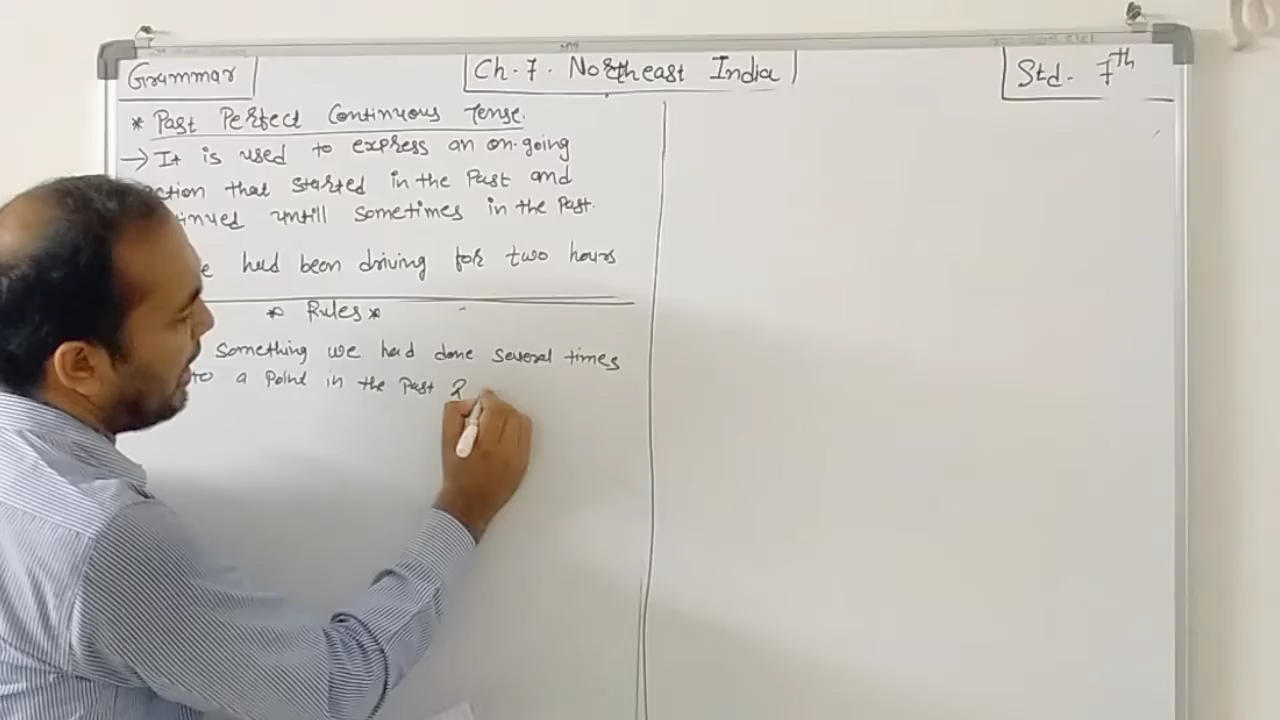 Grammar
Ch. 7. Northeast India
Std. 7th
* Past Perfect Continuous Tense.
→ It is used to express an on-going
ction that started in the Past and
inued untill sometimes in the Past.
e had been driving for two hours
* Rules *
something we had done several times
to a Point in the Past &